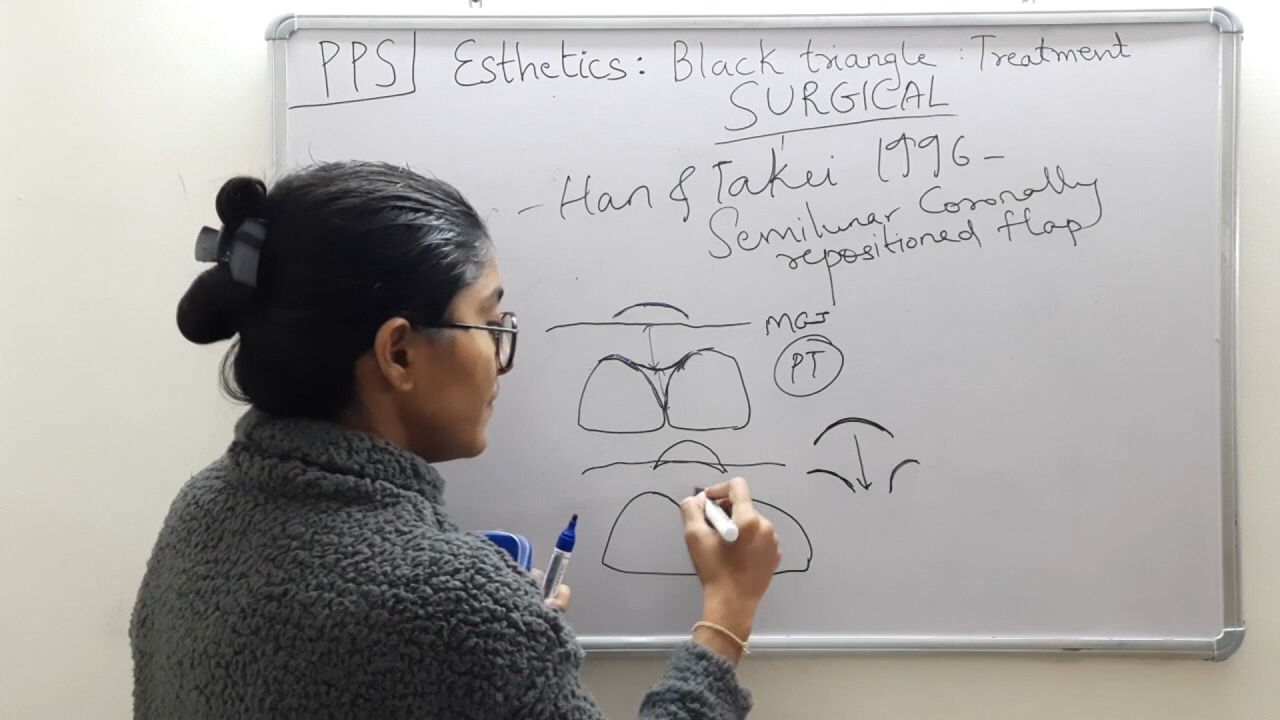 PPS Esthetics: Black triangle : Treatment
SURGICAL
- Han & Takei 1996 -
Semilunar Coronally
repositioned flap
MGJ
PT